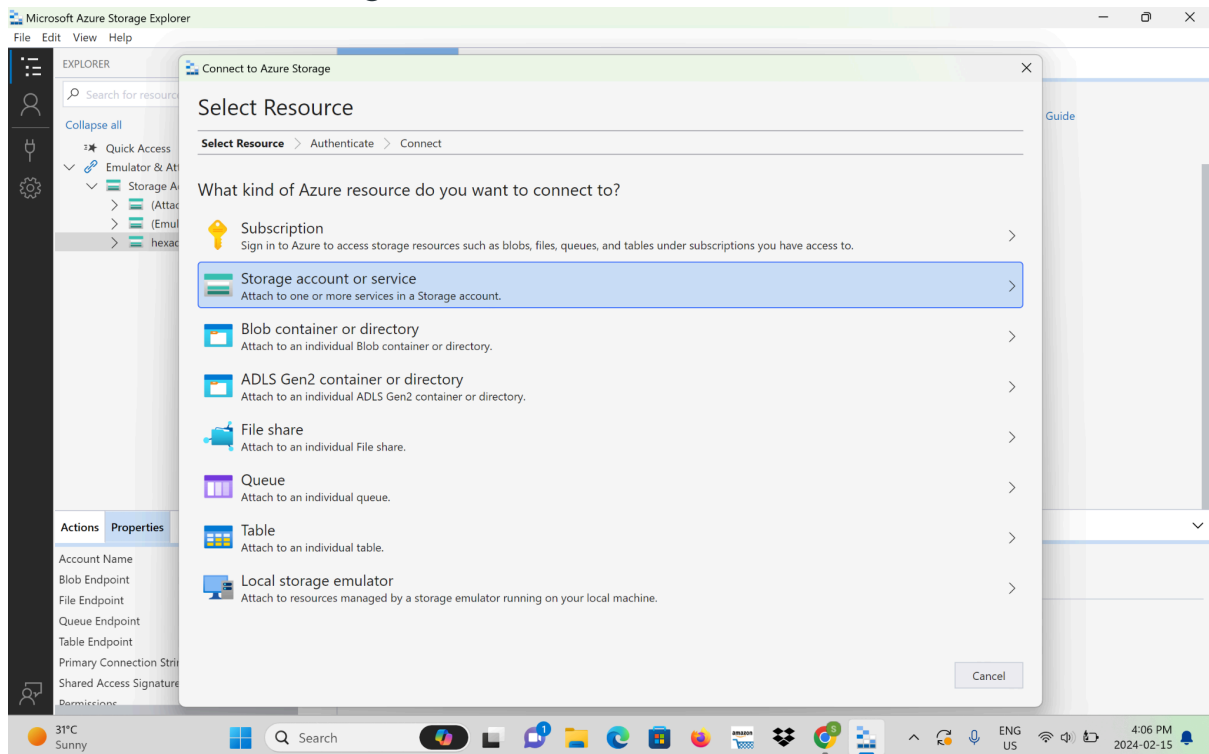 Microsoft Azure Storage Explorer
File Edit View Help
EXPLORER
Search for resource
Collapse all
Quick Access
Emulator & Att
Storage A
(Attac
(Emul
hexac
Connect to Azure Storage
Select Resource
Select Resource > Authenticate > Connect
What kind of Azure resource do you want to connect to?
Subscription
Sign in to Azure to access storage resources such as blobs, files, queues, and tables under subscriptions you have access to.
Storage account or service
Attach to one or more services in a Storage account.
Blob container or directory
Attach to an individual Blob container or directory.
ADLS Gen2 container or directory
Attach to an individual ADLS Gen2 container or directory.
File share
Attach to an individual File share.
Queue
Attach to an individual queue.
Table
Attach to an individual table.
Local storage emulator
Attach to resources managed by a storage emulator running on your local machine.
Cancel
Guide
Actions Properties
Account Name
Blob Endpoint
File Endpoint
Queue Endpoint
Table Endpoint
Primary Connection Strin
Shared Access Signature
Permissions
31°C
Sunny
Search
amazon
ENG
US
4:06 PM
2024-02-15